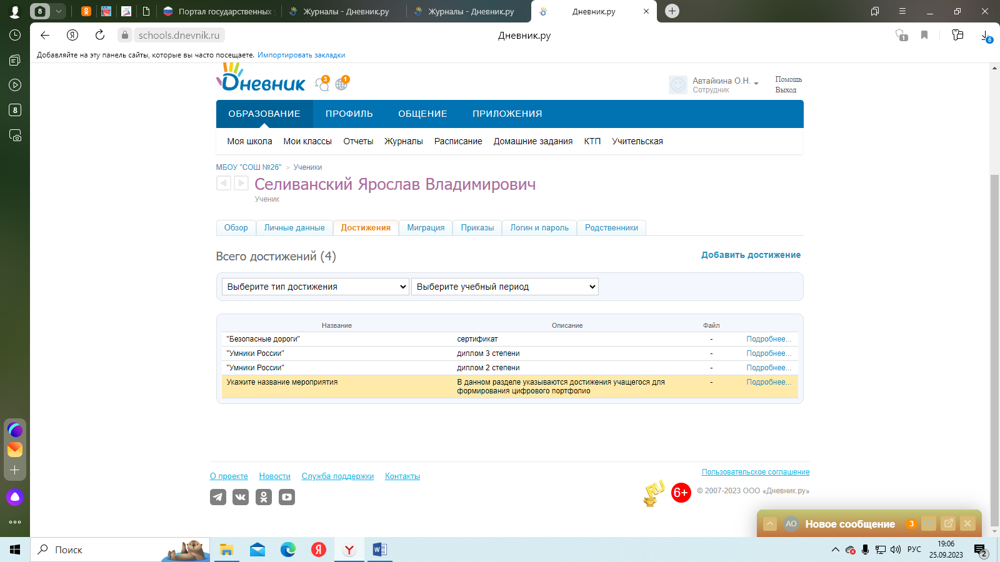 8
Портал государственных
Журналы - Дневник.ру
Журналы - Дневник.ру
Дневник.ру
schools.dnevnik.ru
Дневник.ру
1
6
Добавляйте на эту панель сайты, которые вы часто посещаете. Импортировать закладки
8
Дневник
3
1
Автайкина О.Н.
Сотрудник
Помощь
Выход
ОБРАЗОВАНИЕ ПРОФИЛЬ ОБЩЕНИЕ ПРИЛОЖЕНИЯ
Моя школа Мои классы Отчеты Журналы Расписание Домашние задания КТП Учительская
МБОУ "СОШ №26" > Ученики
Селиванский Ярослав Владимирович
Ученик
Обзор Личные данные Достижения Миграция Приказы Логин и пароль Родственники
Всего достижений (4)
Добавить достижение
Выберите тип достижения Выберите учебный период
Название Описание Файл
"Безопасные дороги" сертификат - Подробнее...
"Умники России" диплом 3 степени - Подробнее...
"Умники России" диплом 2 степени - Подробнее...
Укажите название мероприятия В данном разделе указываются достижения учащегося для - Подробнее...
формирования цифрового портфолио
О проекте Новости Служба поддержки Контакты
Пользовательское соглашение
RU
6+
© 2007-2023 ООО «Дневник.ру»
АО Новое сообщение 3
Поиск
Я
Y
W
РУС
19:06
25.09.2023
2